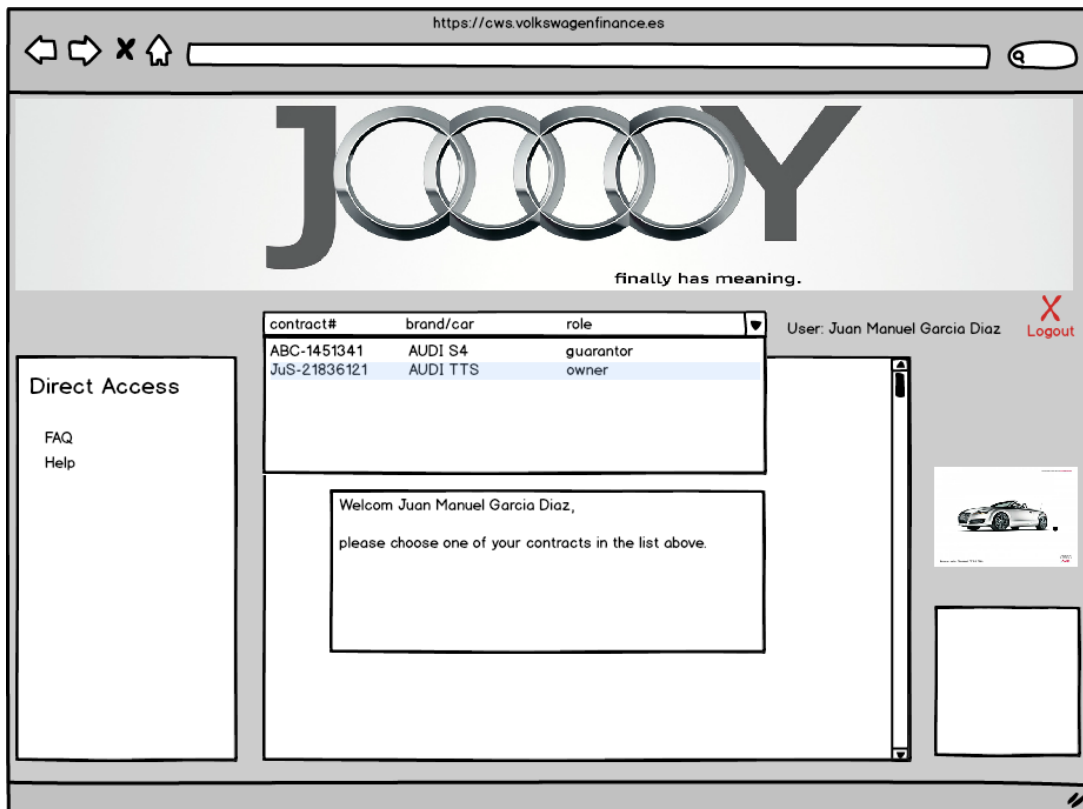 https://cws.volkswagenfinance.es
JOOOOY
finally has meaning.
contract# brand/car role
User: Juan Manuel Garcia Diaz
Logout
ABC-1451341 AUDI S4 guarantor
JuS-21836121 AUDI TTS owner
Direct Access
FAQ
Help
Welcom Juan Manuel Garcia Diaz,
please choose one of your contracts in the list above.